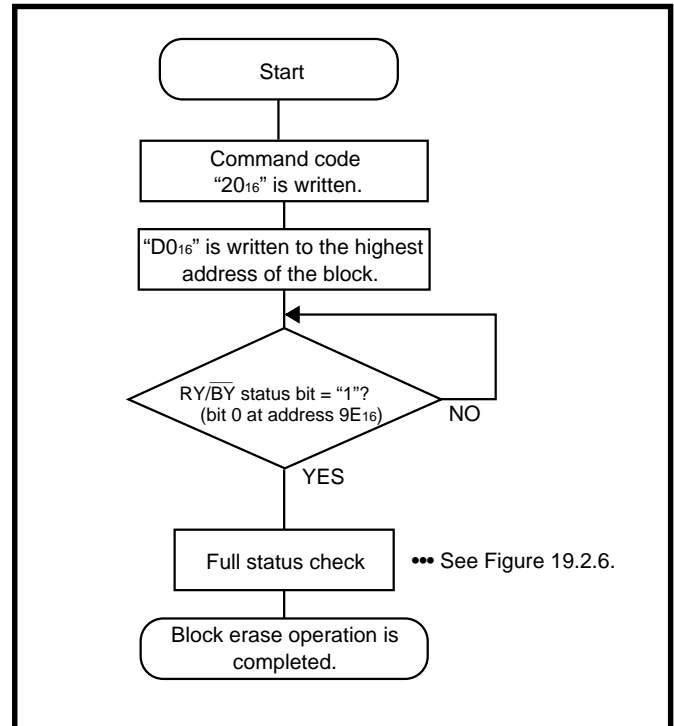 Start
Command code
“20₁₆” is written.
“D0₁₆” is written to the highest
address of the block.
RY/B̅Y̅ status bit = “1”?
(bit 0 at address 9E₁₆)
NO
YES
Full status check
••• See Figure 19.2.6.
Block erase operation is
completed.